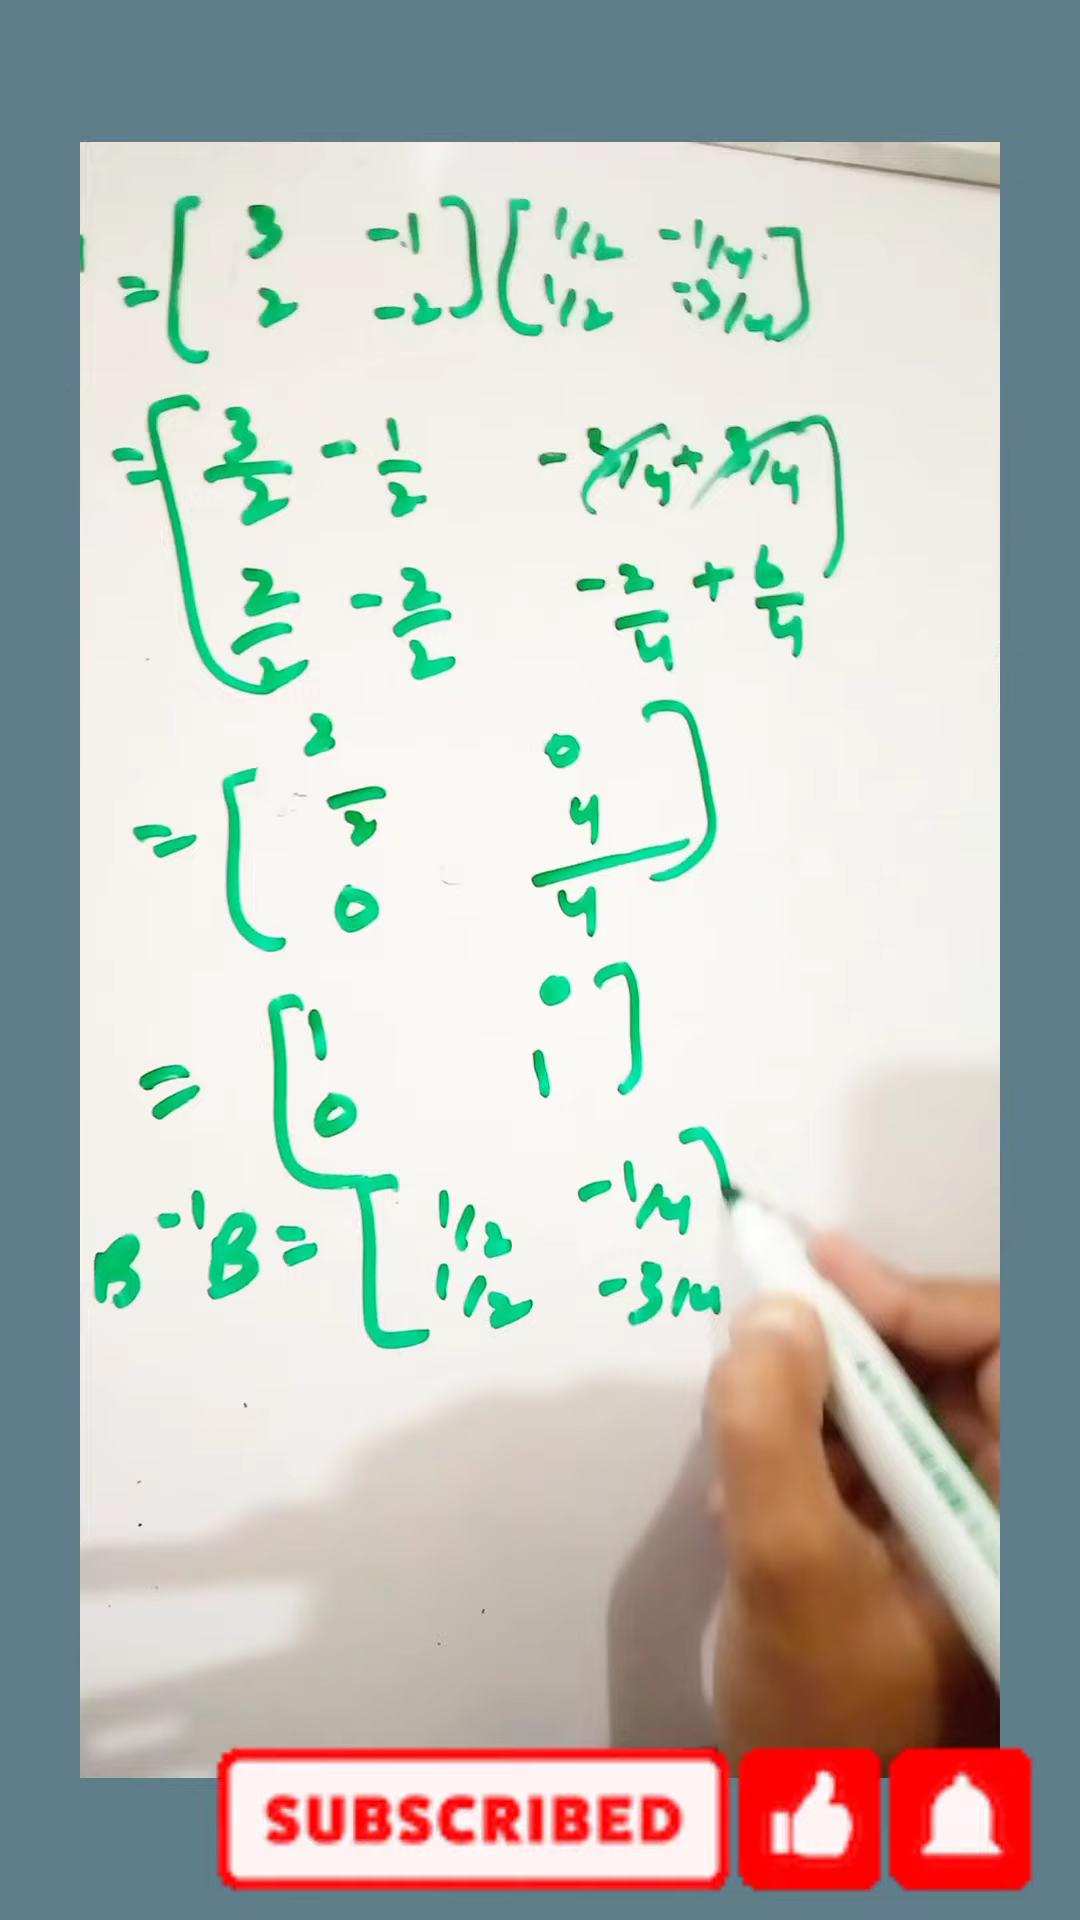 = [ 3 -1 ] [ 1/2 -1/4 ]
2 -2 1/2 -3/4
= [ 3/2 - 1/2 -3/4 + 3/4 ]
2/2 - 2/2 -2/4 + 6/4
= [ 2/2 0 ]
0 4/4
= [ 1 0 ]
0 1
B⁻¹B = [ 1/2 -1/4 ]
1/2 -3/4
SUBSCRIBED